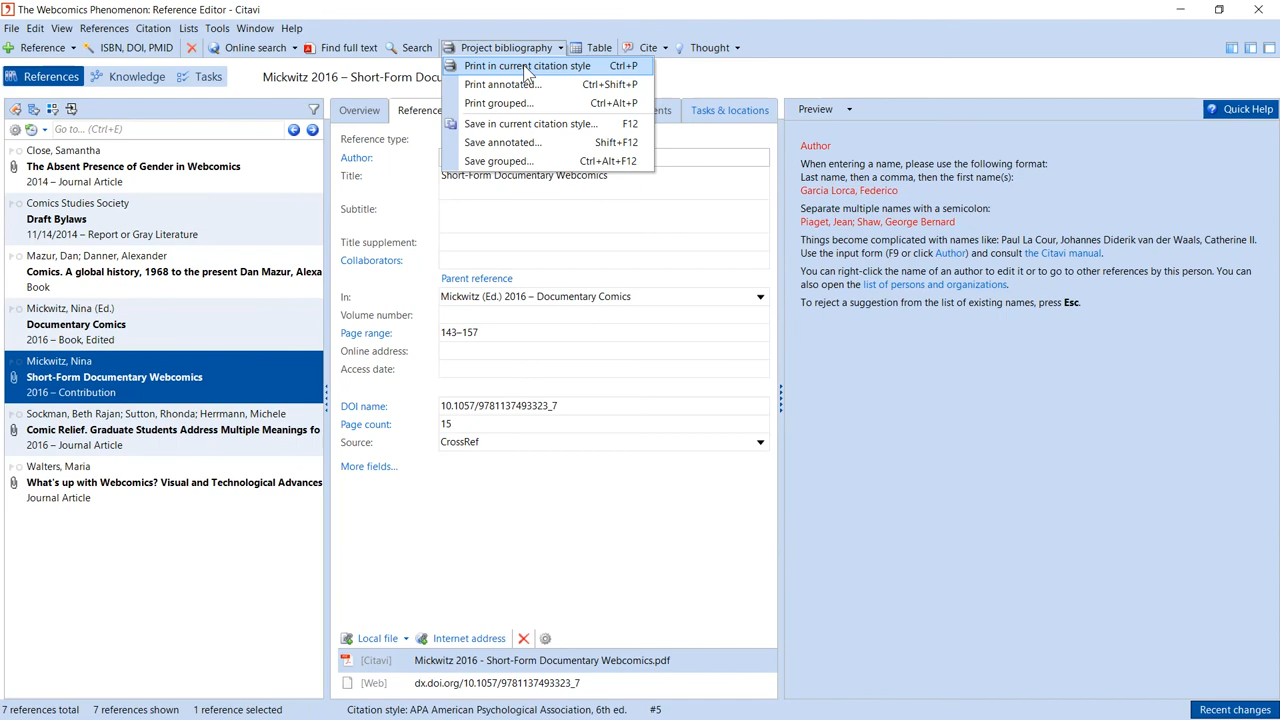 The Webcomics Phenomenon: Reference Editor - Citavi
File Edit View References Citation Lists Tools Window Help
Reference ISBN, DOI, PMID Online search Find full text Search Project bibliography Table Cite Thought
References Knowledge Tasks Mickwitz 2016 – Short-Form Docu
Print in current citation style Ctrl+P
Print annotated... Ctrl+Shift+P
Print grouped... Ctrl+Alt+P
Save in current citation style... F12
Save annotated... Shift+F12
Save grouped... Ctrl+Alt+F12
Go to... (Ctrl+E)
Close, Samantha
The Absent Presence of Gender in Webcomics
2014 – Journal Article
Comics Studies Society
Draft Bylaws
11/14/2014 – Report or Gray Literature
Mazur, Dan; Danner, Alexander
Comics. A global history, 1968 to the present Dan Mazur, Alexa
Book
Mickwitz, Nina (Ed.)
Documentary Comics
2016 – Book, Edited
Mickwitz, Nina
Short-Form Documentary Webcomics
2016 – Contribution
Sockman, Beth Rajan; Sutton, Rhonda; Herrmann, Michele
Comic Relief. Graduate Students Address Multiple Meanings fo
2016 – Journal Article
Walters, Maria
What's up with Webcomics? Visual and Technological Advances
Journal Article
Overview Reference ents Tasks & locations
Reference type:
Author:
Title: Short-Form Documentary Webcomics
Subtitle:
Title supplement:
Collaborators:
Parent reference
In: Mickwitz (Ed.) 2016 – Documentary Comics
Volume number:
Page range: 143–157
Online address:
Access date:
DOI name: 10.1057/9781137493323_7
Page count: 15
Source: CrossRef
More fields...
Local file Internet address
[Citavi] Mickwitz 2016 - Short-Form Documentary Webcomics.pdf
[Web] dx.doi.org/10.1057/9781137493323_7
Preview Quick Help
Author
When entering a name, please use the following format:
Last name, then a comma, then the first name(s):
Garcia Lorca, Federico
Separate multiple names with a semicolon:
Piaget, Jean; Shaw, George Bernard
Things become complicated with names like: Paul La Cour, Johannes Diderik van der Waals, Catherine II.
Use the input form (F9 or click Author) and consult the Citavi manual.
You can right-click the name of an author to edit it or to go to other references by this person. You can
also open the list of persons and organizations.
To reject a suggestion from the list of existing names, press Esc.
7 references total 7 references shown 1 reference selected Citation style: APA American Psychological Association, 6th ed. #5 Recent changes